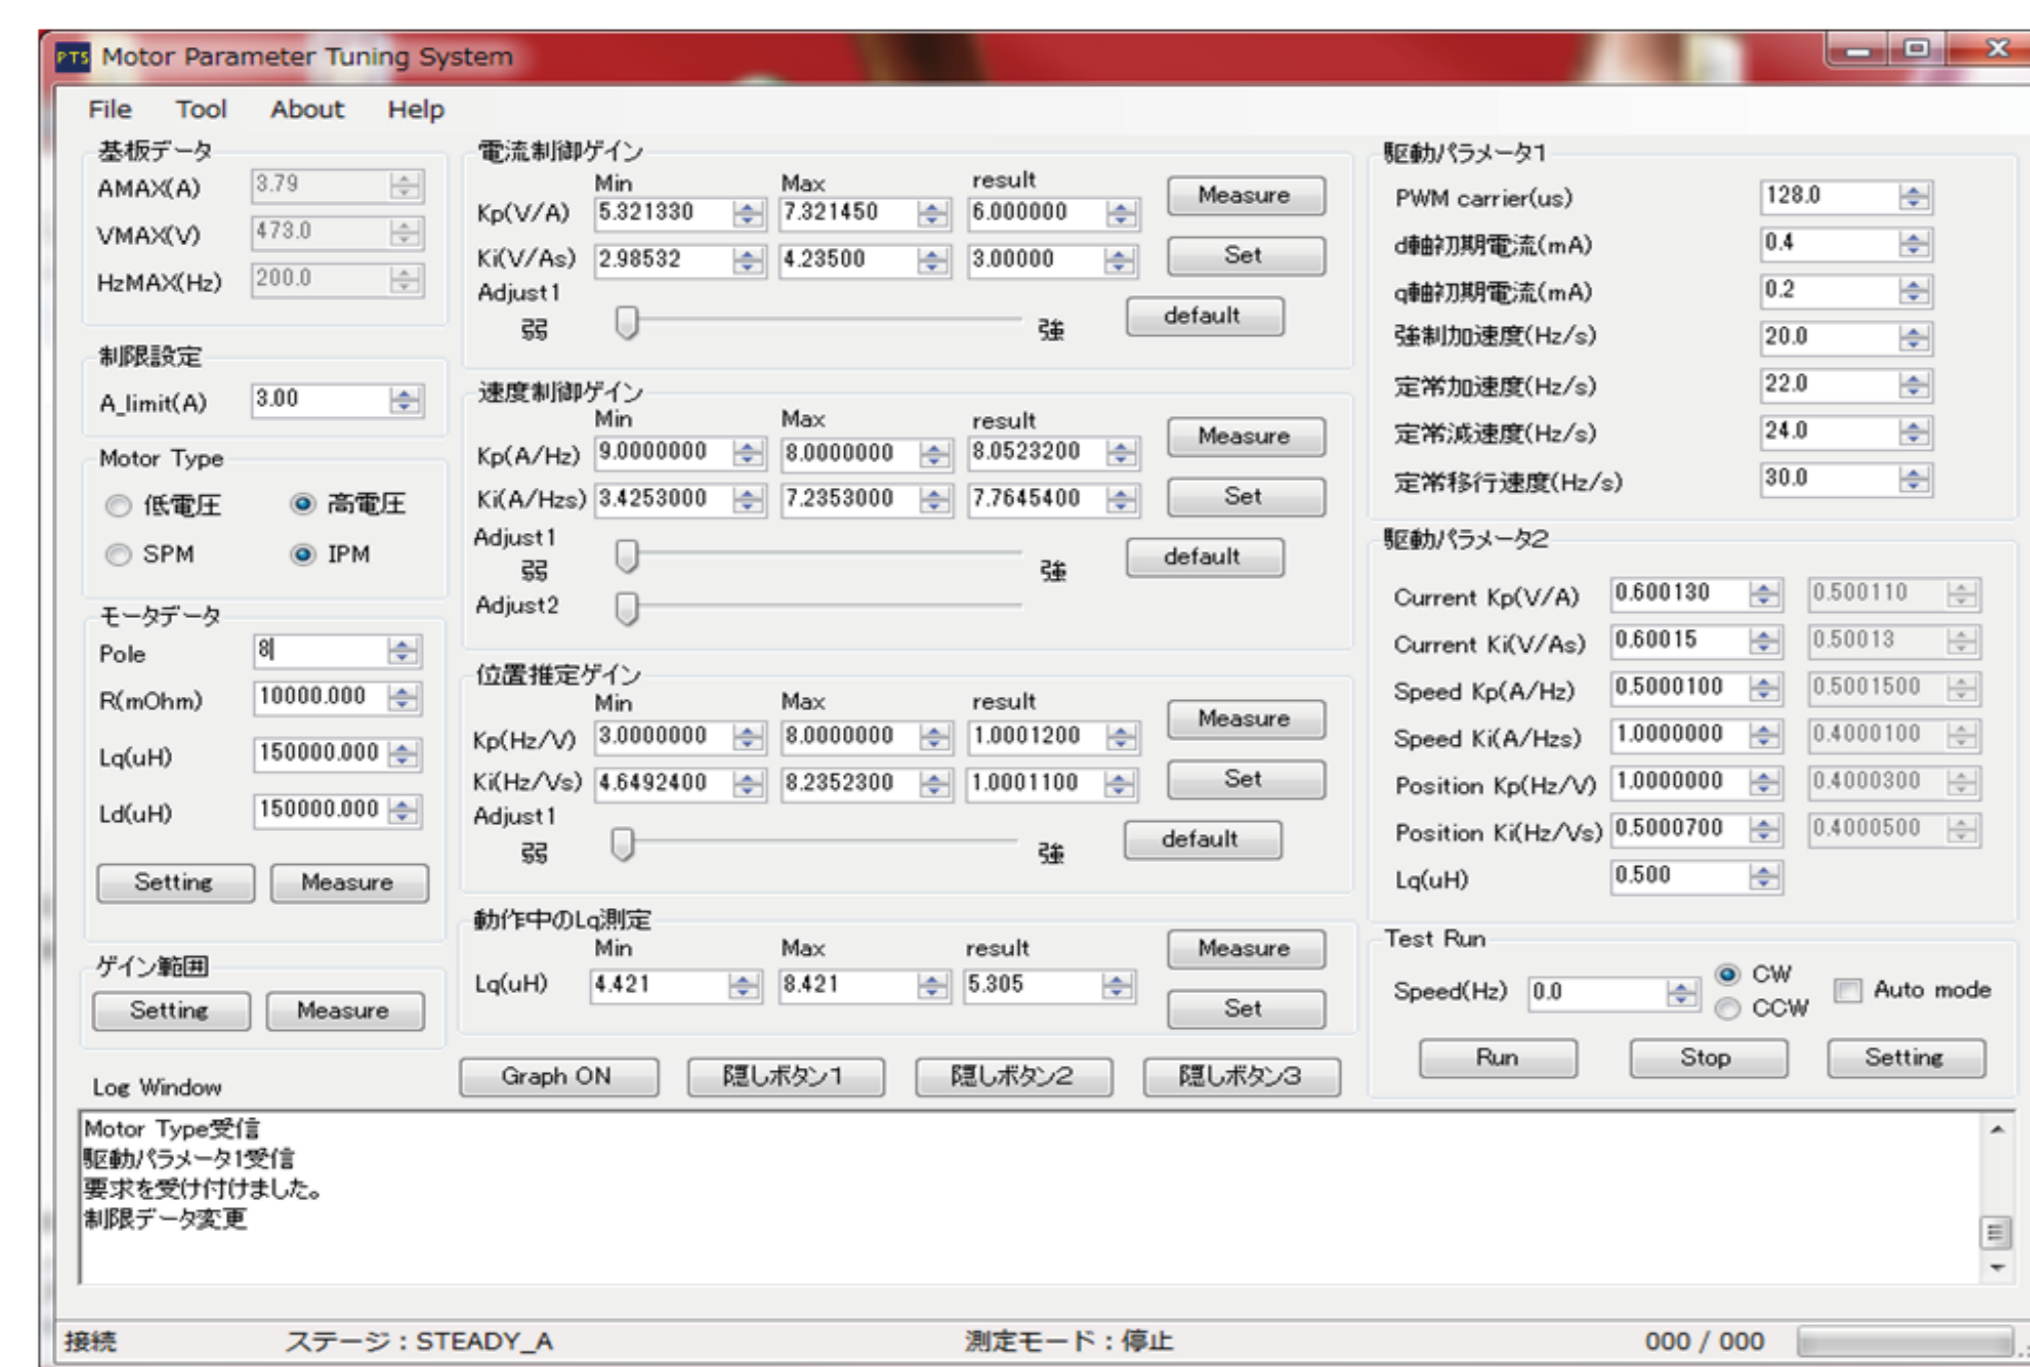 PTS Motor Parameter Tuning System
File Tool About Help
基板データ
AMAX(A) 3.79
VMAX(V) 473.0
HzMAX(Hz) 200.0
制限設定
A_limit(A) 3.00
Motor Type
低電圧 高電圧
SPM IPM
モータデータ
Pole 8
R(mOhm) 10000.000
Lq(uH) 150000.000
Ld(uH) 150000.000
Setting Measure
ゲイン範囲
Setting Measure
電流制御ゲイン
Min Max result
Kp(V/A) 5.321330 7.321450 6.000000 Measure
Ki(V/As) 2.98532 4.23500 3.00000 Set
Adjust1
弱 強 default
速度制御ゲイン
Min Max result
Kp(A/Hz) 9.0000000 8.0000000 8.0523200 Measure
Ki(A/Hzs) 3.4253000 7.2353000 7.7645400 Set
Adjust1
弱 強 default
Adjust2
位置推定ゲイン
Min Max result
Kp(Hz/V) 3.0000000 8.0000000 1.0001200 Measure
Ki(Hz/Vs) 4.6492400 8.2352300 1.0001100 Set
Adjust1
弱 強 default
動作中のLq測定
Min Max result Measure
Lq(uH) 4.421 8.421 5.305
Set
Graph ON 隠しボタン1 隠しボタン2 隠しボタン3
駆動パラメータ1
PWM carrier(us) 128.0
d軸初期電流(mA) 0.4
q軸初期電流(mA) 0.2
強制加速度(Hz/s) 20.0
定常加速度(Hz/s) 22.0
定常減速度(Hz/s) 24.0
定常移行速度(Hz/s) 30.0
駆動パラメータ2
Current Kp(V/A) 0.600130 0.500110
Current Ki(V/As) 0.60015 0.50013
Speed Kp(A/Hz) 0.5000100 0.5001500
Speed Ki(A/Hzs) 1.0000000 0.4000100
Position Kp(Hz/V) 1.0000000 0.4000300
Position Ki(Hz/Vs) 0.5000700 0.4000500
Lq(uH) 0.500
Test Run
Speed(Hz) 0.0 CW Auto mode
CCW
Run Stop Setting
Log Window
Motor Type受信
駆動パラメータ1受信
要求を受け付けました。
制限データ変更
接続 ステージ：STEADY_A 測定モード：停止 000 / 000